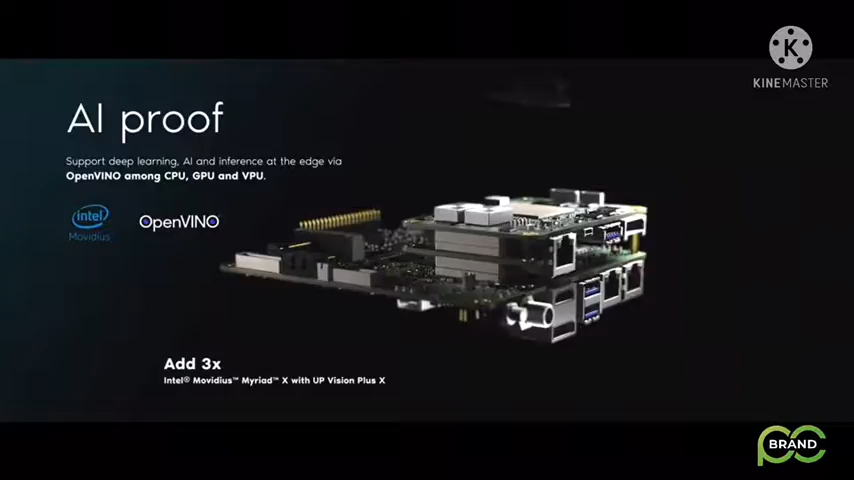 K
KINEMASTER
AI proof
Support deep learning, AI and inference at the edge via
OpenVINO among CPU, GPU and VPU.
intel
Movidius
OpenVINO
Add 3x
Intel® Movidius™ Myriad™ X with UP Vision Plus X
BRAND
pc